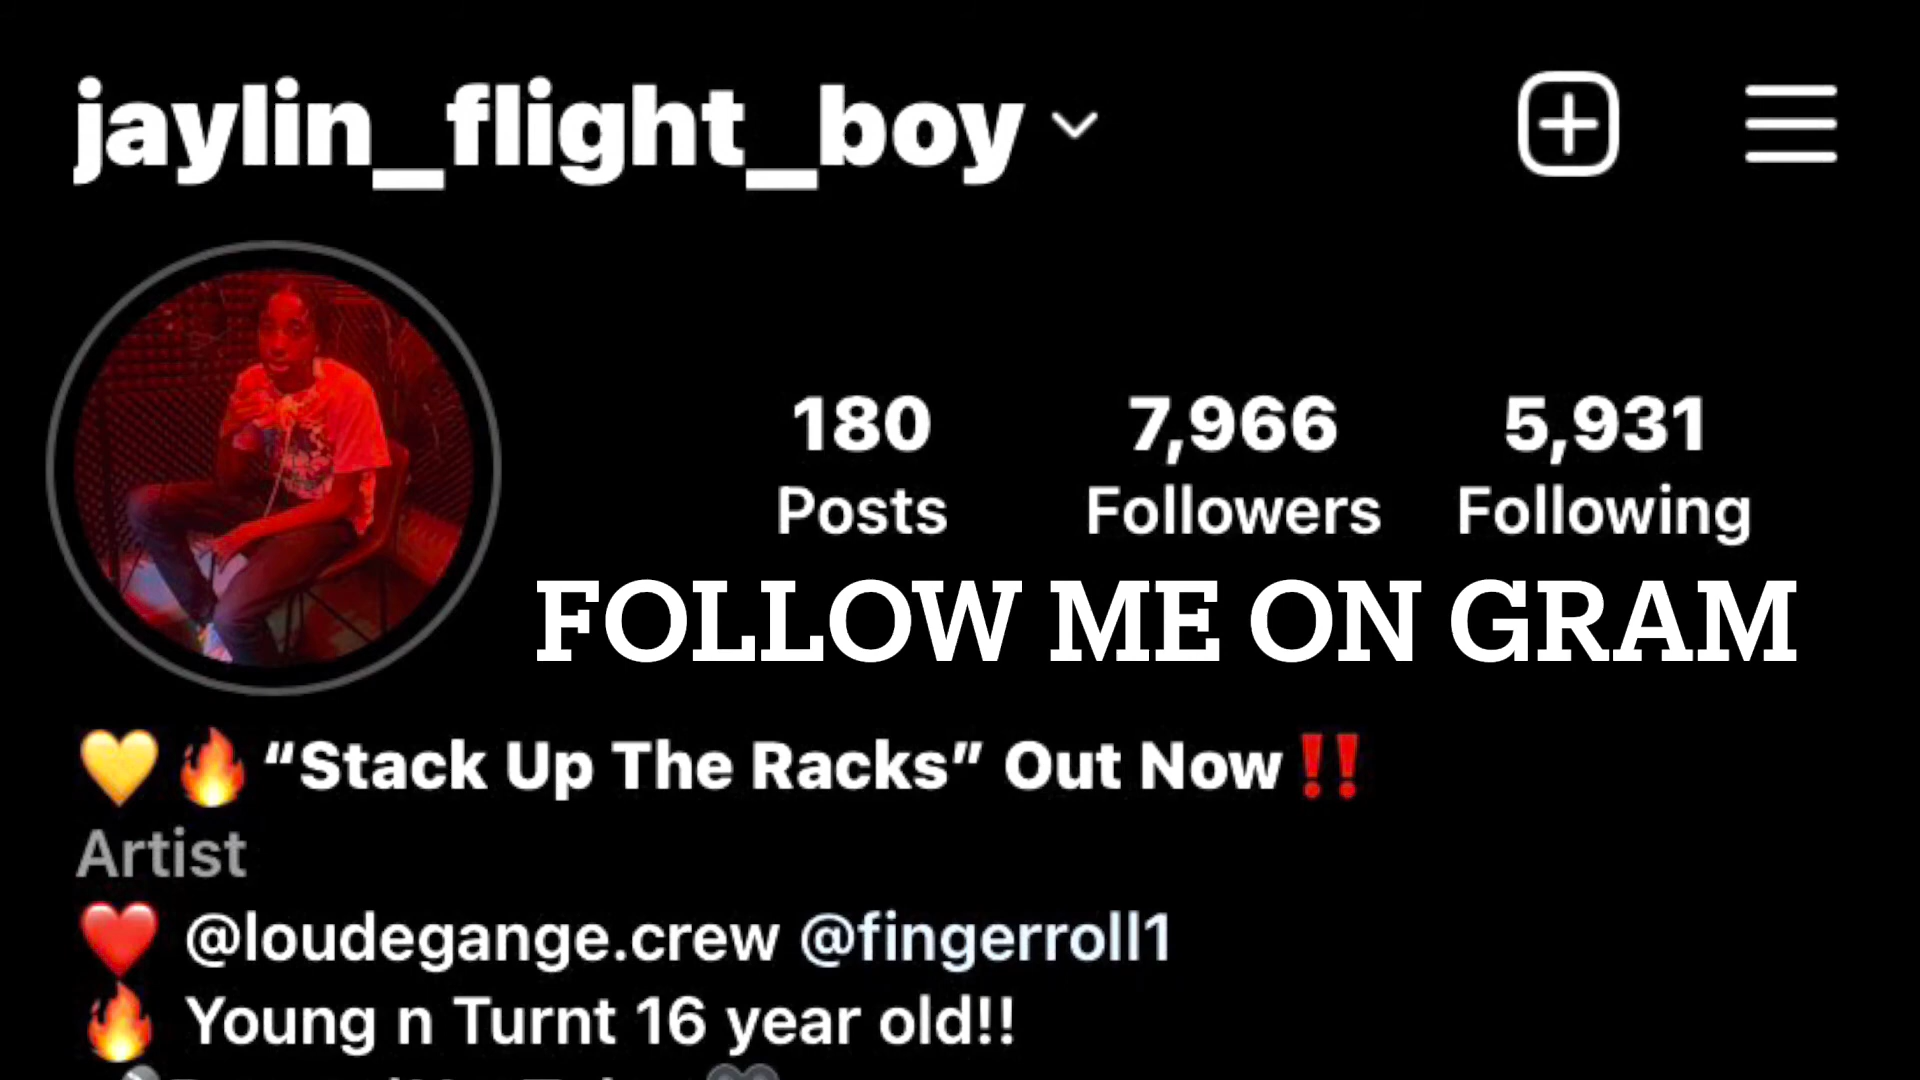 jaylin_flight_boy
180 7,966 5,931
Posts Followers Following
FOLLOW ME ON GRAM
💛🔥 “Stack Up The Racks” Out Now‼️
Artist
❤️ @loudegange.crew @fingerroll1
🔥 Young n Turnt 16 year old!!